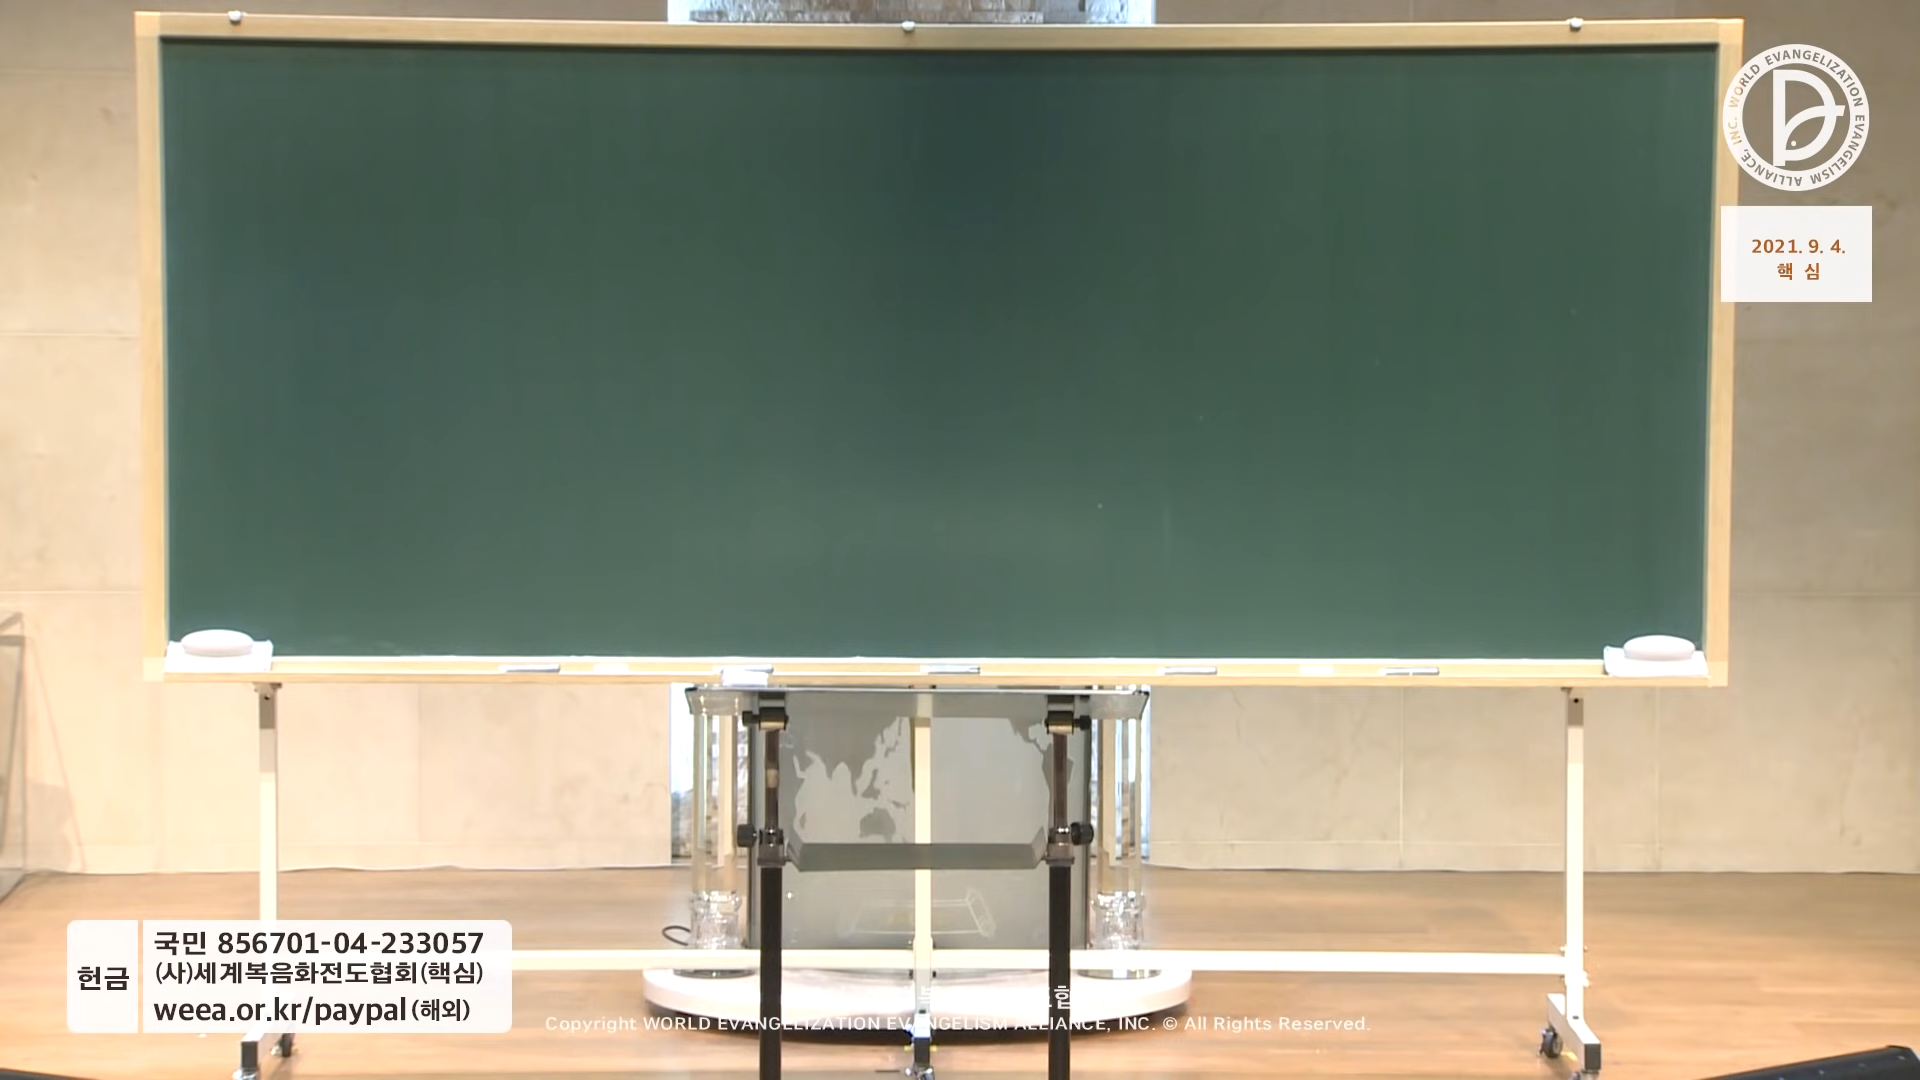 WORLD EVANGELIZATION EVANGELISM ALLIANCE, INC.
2021. 9. 4.
핵 심
헌금
국민 856701-04-233057
(사)세계복음화전도협회(핵심)
weea.or.kr/paypal(해외)
Copyright WORLD EVANGELIZATION EVANGELISM ALLIANCE, INC. © All Rights Reserved.